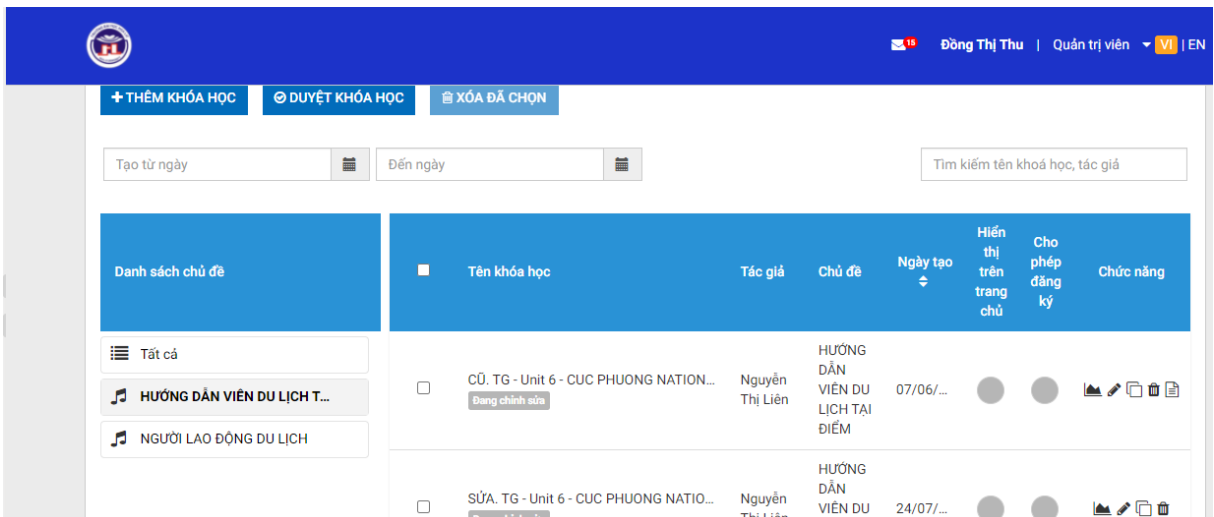 15 Đồng Thị Thu | Quản trị viên VI | EN
+ THÊM KHÓA HỌC DUYỆT KHÓA HỌC XÓA ĐÃ CHỌN
Tạo từ ngày Đến ngày Tìm kiếm tên khoá học, tác giả
Danh sách chủ đề
Tên khóa học
Tác giả
Chủ đề
Ngày tạo
Hiển
thị
trên
trang
chủ
Cho
phép
đăng
ký
Chức năng
Tất cả
HƯỚNG DẪN VIÊN DU LỊCH T...
NGƯỜI LAO ĐỘNG DU LỊCH
CŨ. TG - Unit 6 - CUC PHUONG NATION...
Đang chỉnh sửa
Nguyễn
Thị Liên
HƯỚNG
DẪN
VIÊN DU
LỊCH TẠI
ĐIỂM
07/06/...
SỬA. TG - Unit 6 - CUC PHUONG NATIO...
Nguyễn
Thị Liên
HƯỚNG
DẪN
VIÊN DU
24/07/...